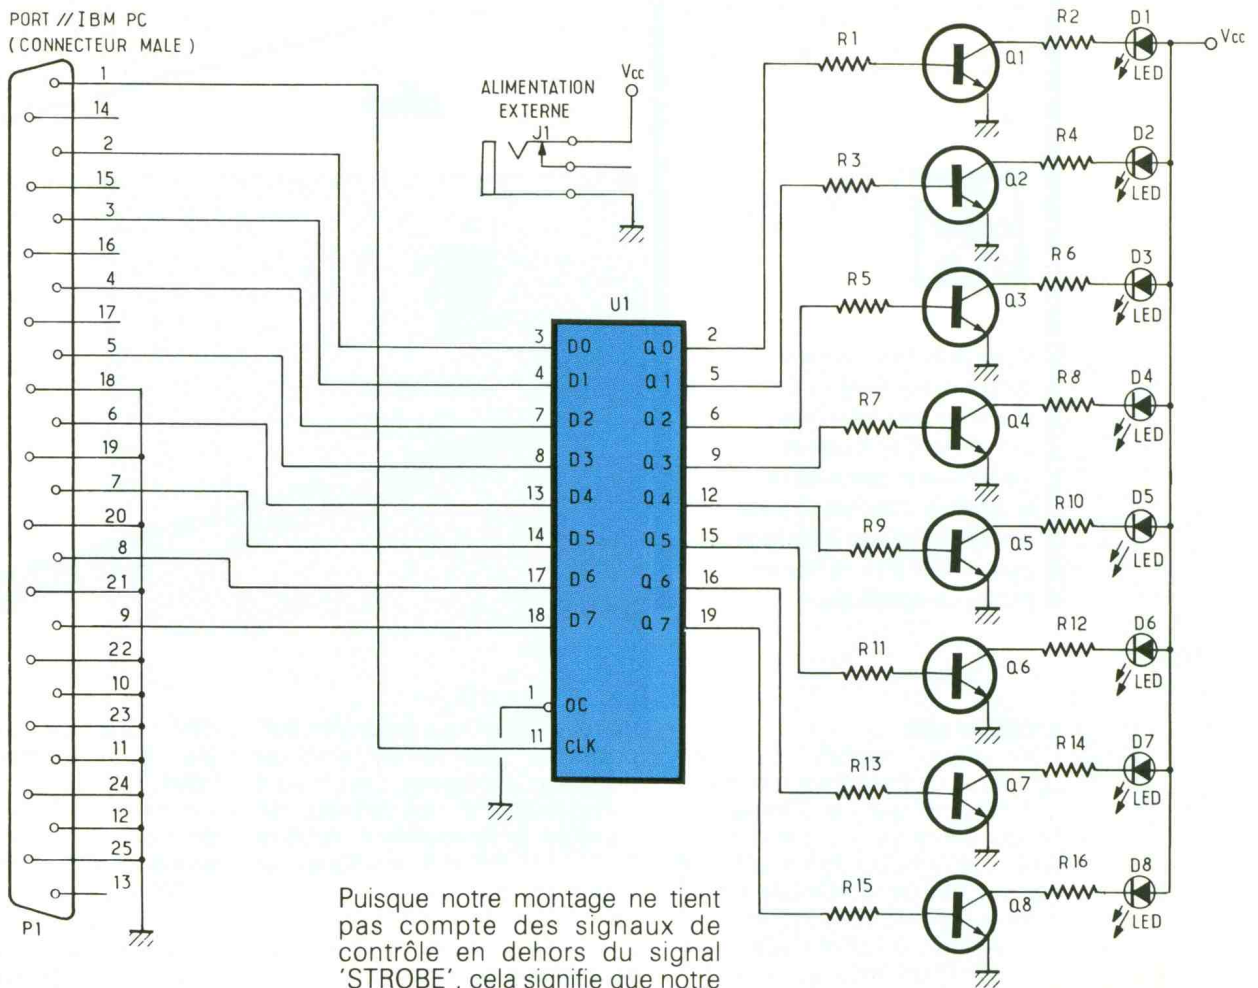 PORT // IBM PC
(CONNECTEUR MALE)
1
14
2
15
3
16
4
17
5
18
6
19
7
20
8
21
9
22
10
23
11
24
12
25
13
P1
ALIMENTATION
EXTERNE
J1
Vcc
U1
3 D0 Q0 2
4 D1 Q1 5
7 D2 Q2 6
8 D3 Q3 9
13 D4 Q4 12
14 D5 Q5 15
17 D6 Q6 16
18 D7 Q7 19
1 OC
11 CLK
R1 Q1 R2 D1 LED Vcc
R3 Q2 R4 D2 LED
R5 Q3 R6 D3 LED
R7 Q4 R8 D4 LED
R9 Q5 R10 D5 LED
R11 Q6 R12 D6 LED
R13 Q7 R14 D7 LED
R15 Q8 R16 D8 LED
Puisque notre montage ne tient
pas compte des signaux de
contrôle en dehors du signal
'STROBE', cela signifie que notre